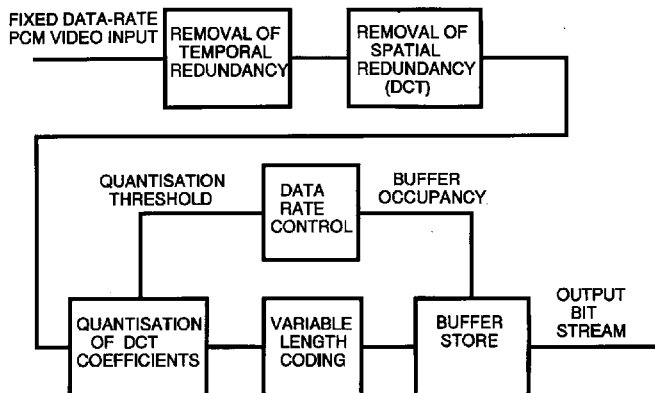 FIXED DATA-RATE
PCM VIDEO INPUT
REMOVAL OF
TEMPORAL
REDUNDANCY
REMOVAL OF
SPATIAL
REDUNDANCY
(DCT)
QUANTISATION
THRESHOLD
DATA
RATE
CONTROL
BUFFER
OCCUPANCY
QUANTISATION
OF DCT
COEFFICIENTS
VARIABLE
LENGTH
CODING
BUFFER
STORE
OUTPUT
BIT
STREAM